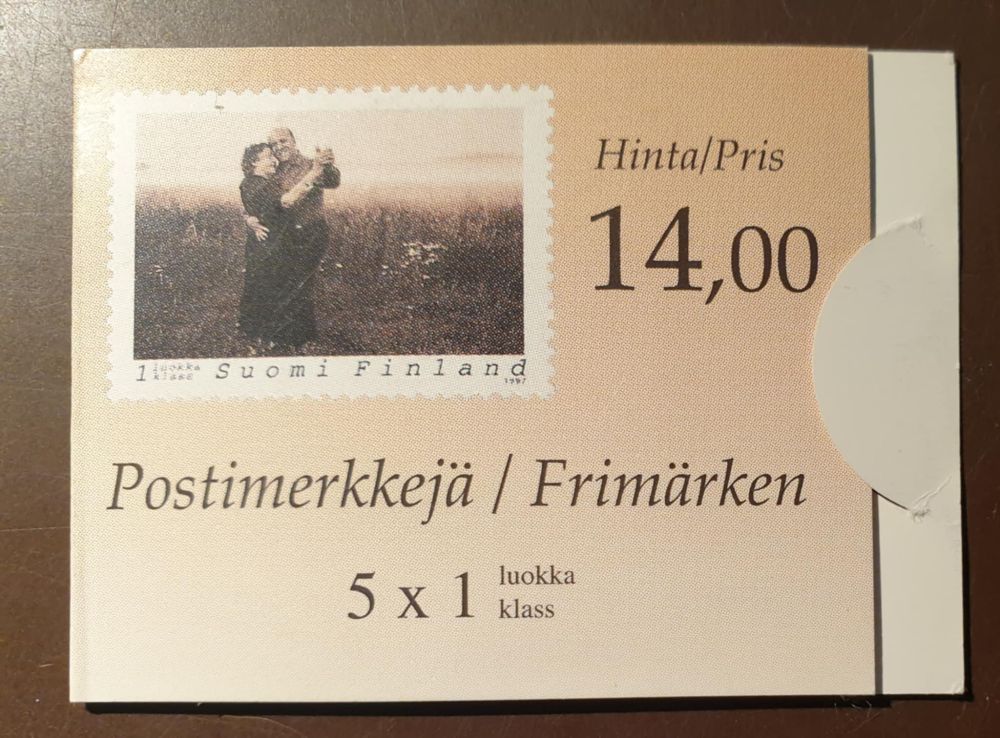 Hinta/Pris
14,00
1 luokka
klass
Suomi Finland
1997
Postimerkkejä / Frimärken
5 x 1 luokka
klass